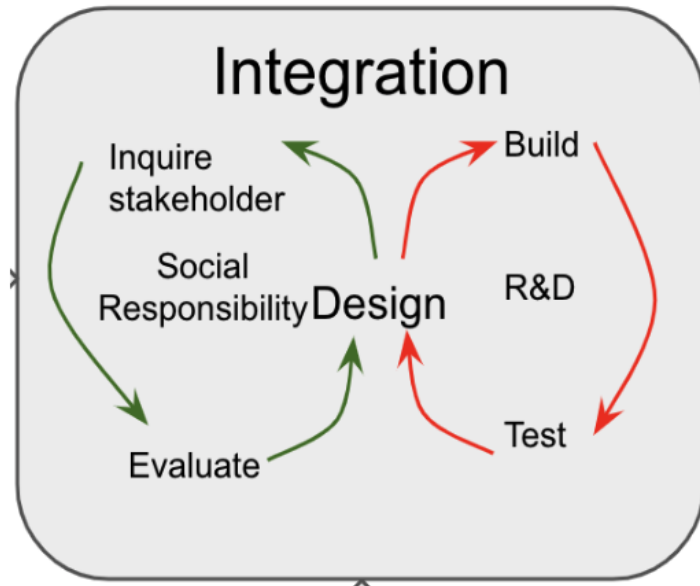 Integration
Inquire
stakeholder
Build
Social
Responsibility
Design
R&D
Evaluate
Test